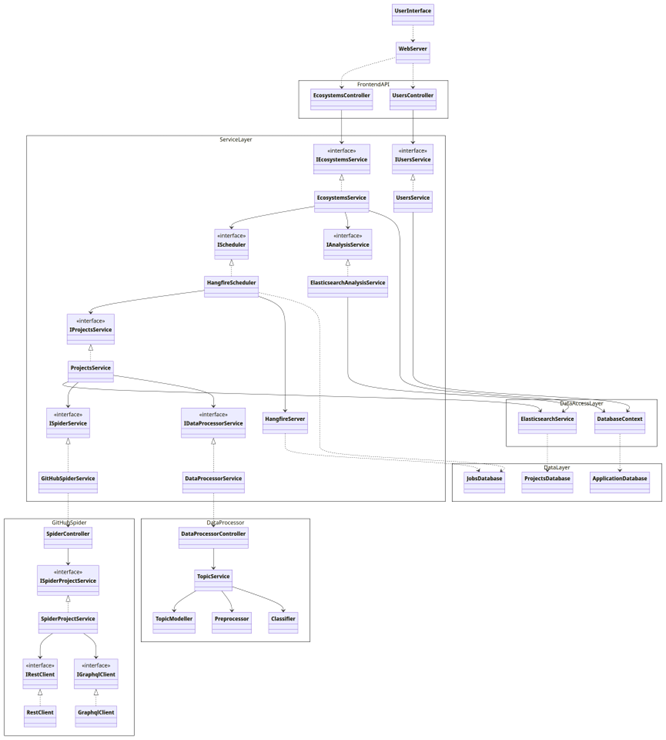 UserInterface
WebServer
FrontendAPI
EcosystemsController
UsersController
ServiceLayer
«interface»
IEcosystemsService
«interface»
IUsersService
EcosystemsService
UsersService
«interface»
IScheduler
«interface»
IAnalysisService
HangfireScheduler
ElasticsearchAnalysisService
«interface»
IProjectsService
ProjectsService
DataAccessLayer
«interface»
ISpiderService
«interface»
IDataProcessorService
HangfireServer
ElasticsearchService
DatabaseContext
DataLayer
GitHubSpiderService
DataProcessorService
JobsDatabase
ProjectsDatabase
ApplicationDatabase
GitHubSpider
DataProcessor
SpiderController
DataProcessorController
«interface»
ISpiderProjectService
TopicService
SpiderProjectService
TopicModeller
Preprocessor
Classifier
«interface»
IRestClient
«interface»
IGraphqlClient
RestClient
GraphqlClient